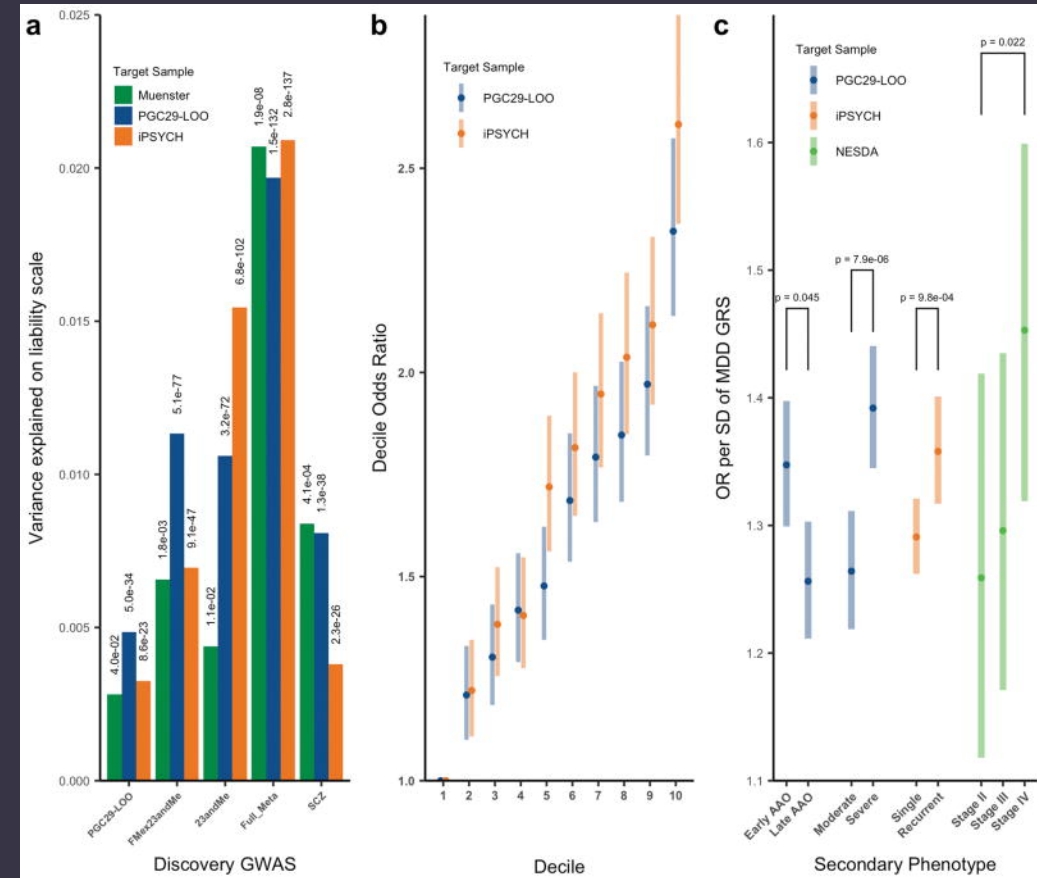 a
Variance explained on liability scale
0.025
0.020
0.015
0.010
0.005
0.000
Target Sample
Muenster
PGC29-LOO
iPSYCH
4.0e-02
5.0e-34
8.6e-23
1.8e-03
5.1e-77
9.1e-47
1.1e-02
3.2e-72
6.8e-102
1.9e-08
1.5e-132
2.8e-137
4.1e-04
1.3e-38
2.3e-26
PGC29-LOO
FMex23andMe
23andMe
Full_Meta
SCZ
Discovery GWAS
b
Decile Odds Ratio
2.5
2.0
1.5
1.0
Target Sample
PGC29-LOO
iPSYCH
1 2 3 4 5 6 7 8 9 10
Decile
c
OR per SD of MDD GRS
1.6
1.5
1.4
1.3
1.2
1.1
Target Sample
PGC29-LOO
iPSYCH
NESDA
p = 0.022
p = 7.9e-06
p = 0.045
p = 9.8e-04
Early AAO
Late AAO
Moderate
Severe
Single
Recurrent
Stage II
Stage III
Stage IV
Secondary Phenotype